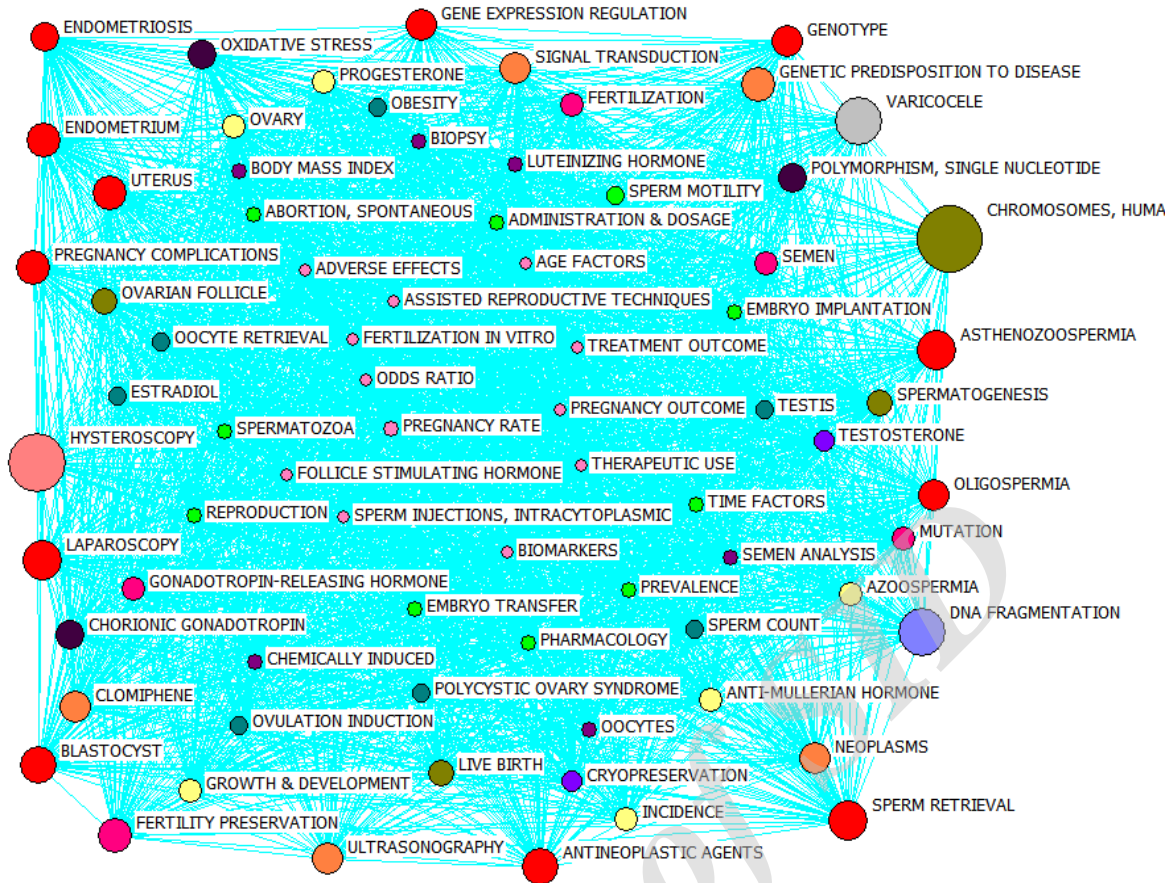 ENDOMETRIOSIS
GENE EXPRESSION REGULATION
GENOTYPE
OXIDATIVE STRESS
SIGNAL TRANSDUCTION
PROGESTERONE
GENETIC PREDISPOSITION TO DISEASE
FERTILIZATION
OBESITY
VARICOCELE
OVARY
ENDOMETRIUM
BIOPSY
LUTEINIZING HORMONE
BODY MASS INDEX
POLYMORPHISM, SINGLE NUCLEOTIDE
UTERUS
SPERM MOTILITY
ABORTION, SPONTANEOUS
ADMINISTRATION & DOSAGE
CHROMOSOMES, HUMA
PREGNANCY COMPLICATIONS
ADVERSE EFFECTS
AGE FACTORS
SEMEN
OVARIAN FOLLICLE
ASSISTED REPRODUCTIVE TECHNIQUES
EMBRYO IMPLANTATION
OOCYTE RETRIEVAL
FERTILIZATION IN VITRO
TREATMENT OUTCOME
ASTHENOZOOSPERMIA
ODDS RATIO
ESTRADIOL
SPERMATOGENESIS
PREGNANCY OUTCOME
TESTIS
SPERMATOZOA
PREGNANCY RATE
TESTOSTERONE
HYSTEROSCOPY
FOLLICLE STIMULATING HORMONE
THERAPEUTIC USE
OLIGOSPERMIA
TIME FACTORS
REPRODUCTION
SPERM INJECTIONS, INTRACYTOPLASMIC
MUTATION
LAPAROSCOPY
BIOMARKERS
SEMEN ANALYSIS
GONADOTROPIN-RELEASING HORMONE
PREVALENCE
AZOOSPERMIA
EMBRYO TRANSFER
DNA FRAGMENTATION
CHORIONIC GONADOTROPIN
SPERM COUNT
PHARMACOLOGY
CHEMICALLY INDUCED
CLOMIPHENE
POLYCYSTIC OVARY SYNDROME
ANTI-MULLERIAN HORMONE
OVULATION INDUCTION
OOCYTES
BLASTOCYST
NEOPLASMS
LIVE BIRTH
CRYOPRESERVATION
GROWTH & DEVELOPMENT
SPERM RETRIEVAL
INCIDENCE
FERTILITY PRESERVATION
ULTRASONOGRAPHY
ANTINEOPLASTIC AGENTS